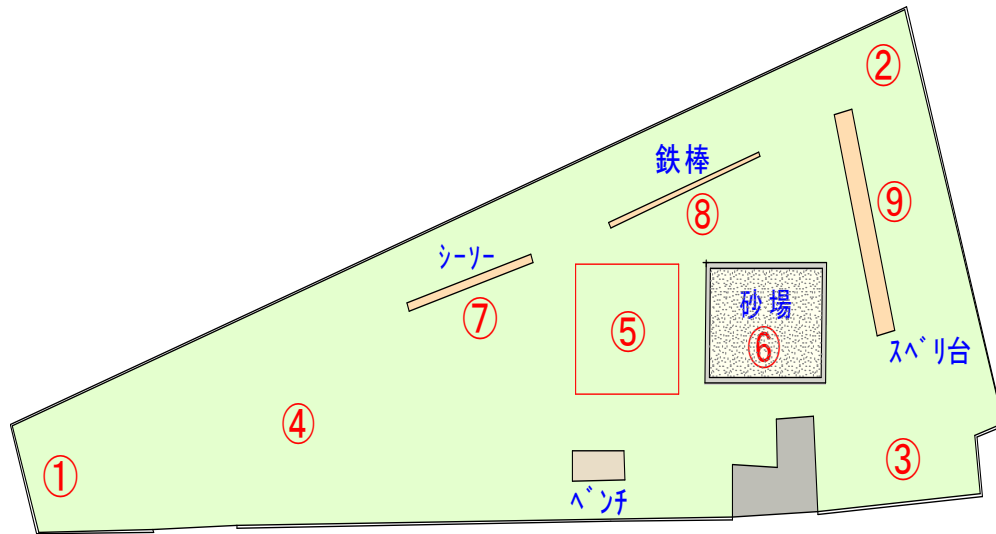 ②
鉄棒
⑨
⑧
シーソー
砂場
⑦
⑤
⑥
スベリ台
④
③
①
ベンチ